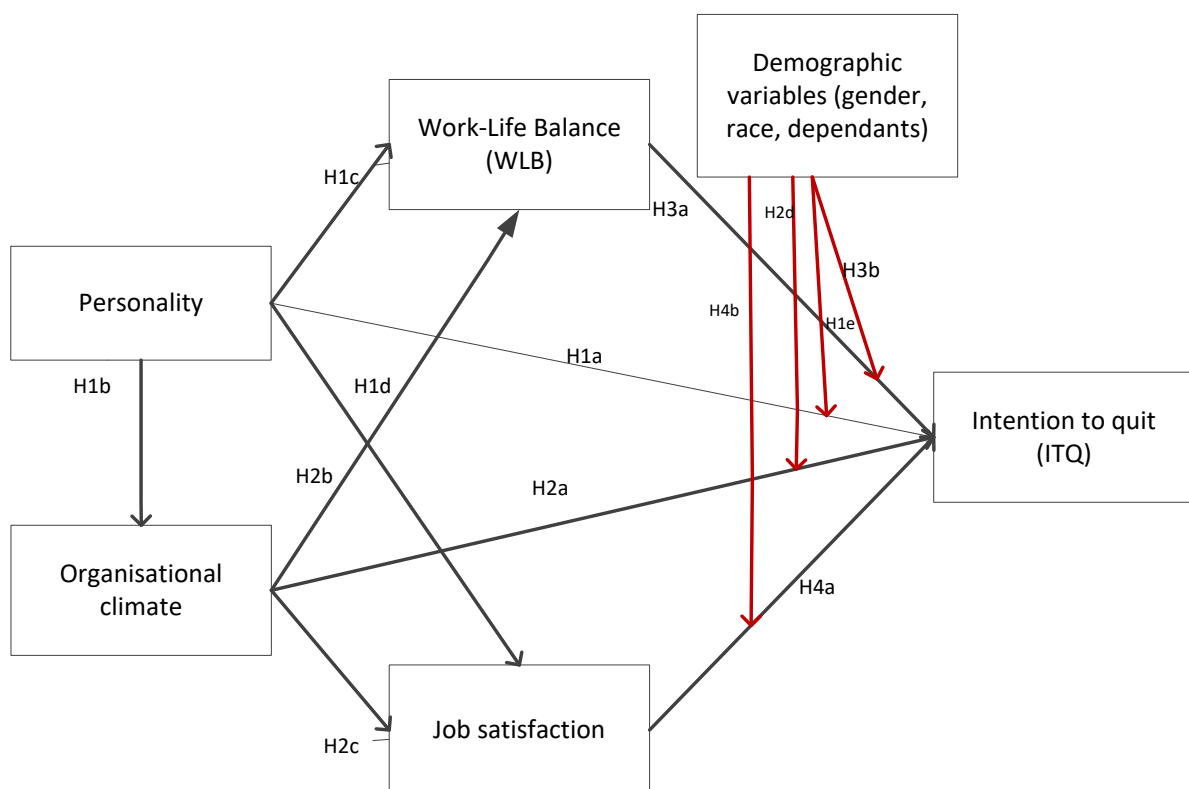 Demographic
variables (gender,
race, dependants)
Work-Life Balance
(WLB)
H1c
H3a
H2d
H3b
H4b
H1e
Personality
H1a
H1b
H1d
Intention to quit
(ITQ)
H2b
H2a
Organisational
climate
H4a
Job satisfaction
H2c